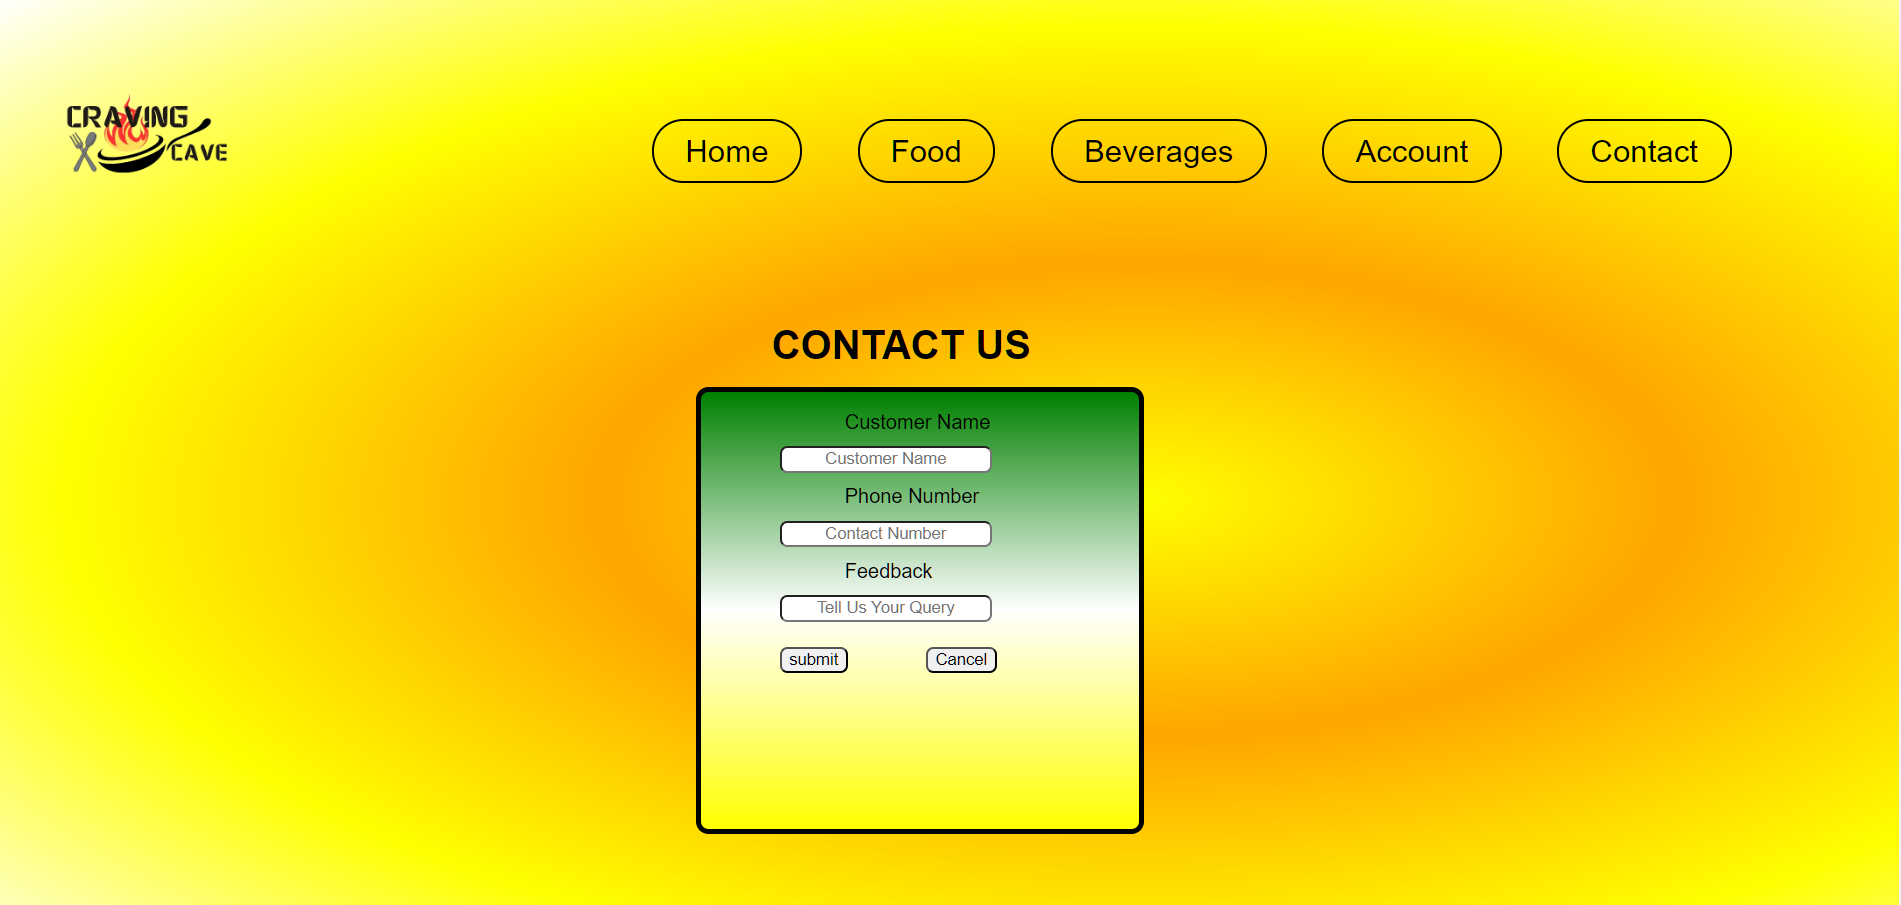 CRAVING
CAVE
Home Food Beverages Account Contact
CONTACT US
Customer Name
Customer Name
Phone Number
Contact Number
Feedback
Tell Us Your Query
submit Cancel